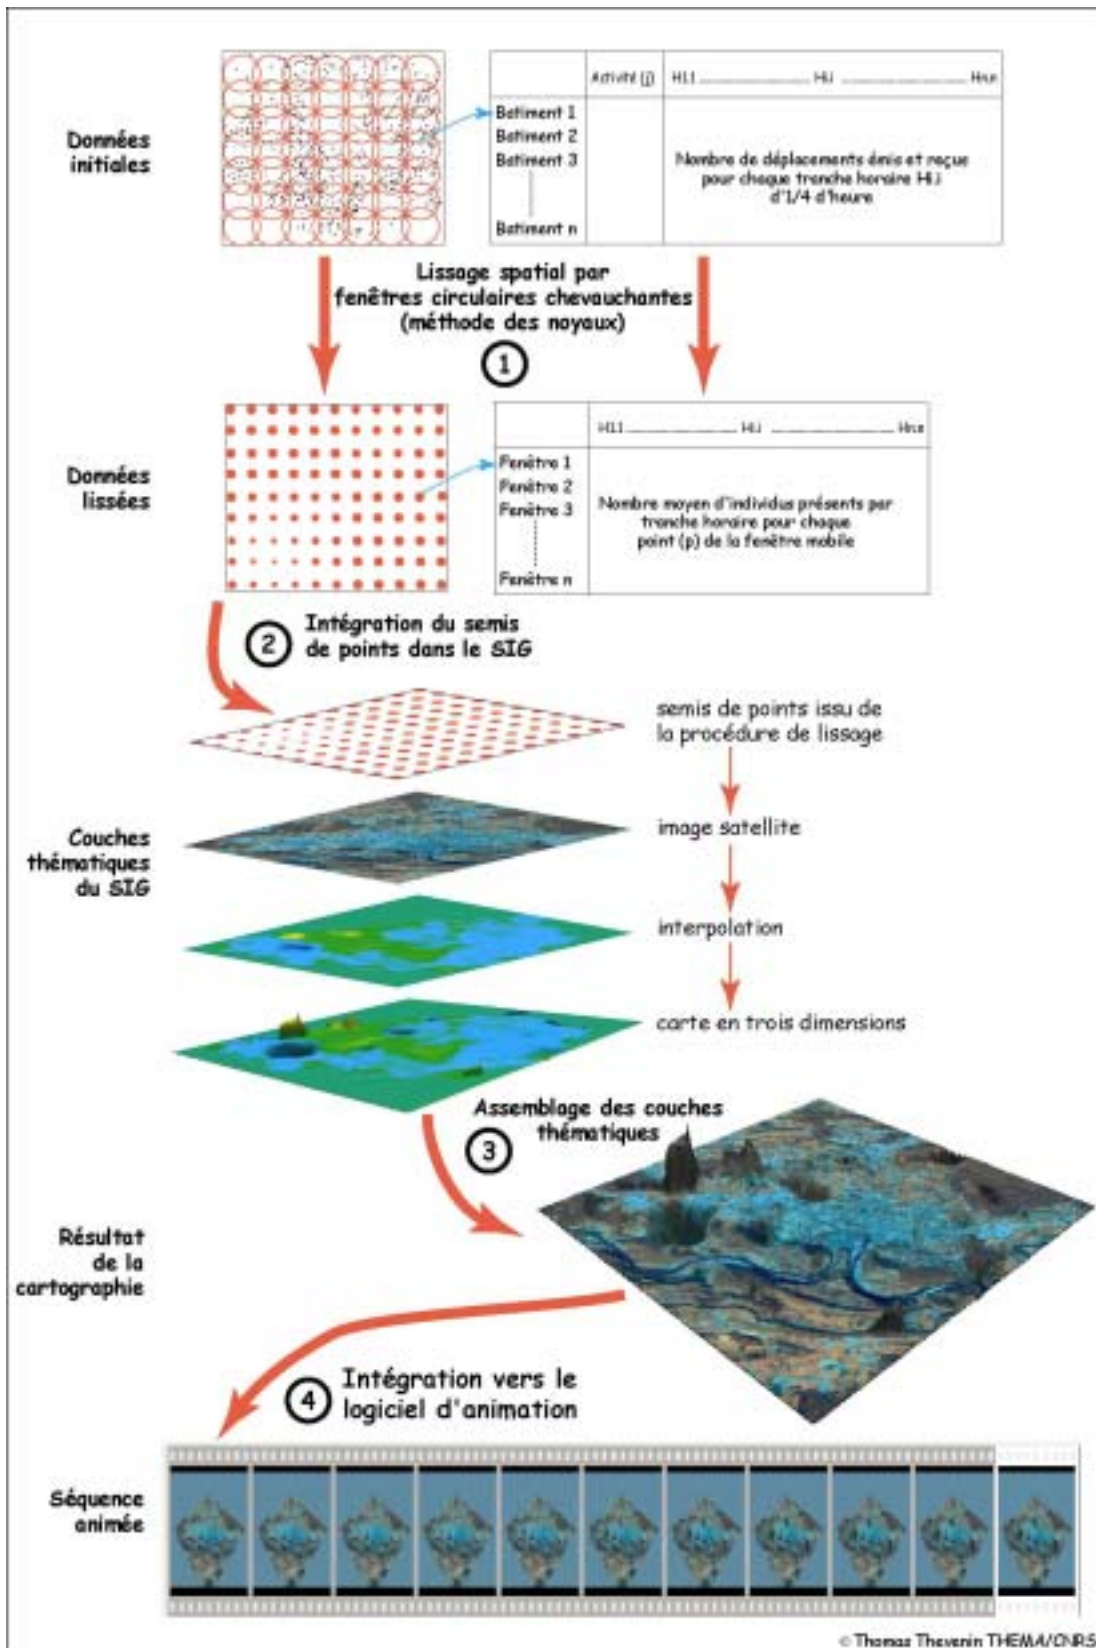 Données
initiales
Activité (j)
Batiment 1
Batiment 2
Batiment 3
Batiment n
Nombre de déplacements émis et reçue
pour chaque tranche horaire
d'1/4 d'heure
Lissage spatial par
fenêtres circulaires chevauchantes
(méthode des noyaux)
1
Données
lissées
Fenêtre 1
Fenêtre 2
Fenêtre 3
Fenêtre n
Nombre moyen d'individus présents par
tranche horaire pour chaque
point (p) de la fenêtre mobile
2
Intégration du semis
de points dans le SIG
semis de points issu de
la procédure de lissage
image satellite
Couches
thématiques
du SIG
interpolation
carte en trois dimensions
Assemblage des couches
thématiques
3
Résultat
de la
cartographie
4
Intégration vers le
logiciel d'animation
Séquence
animée
© Thomas Thevenin THEMA/CNRS